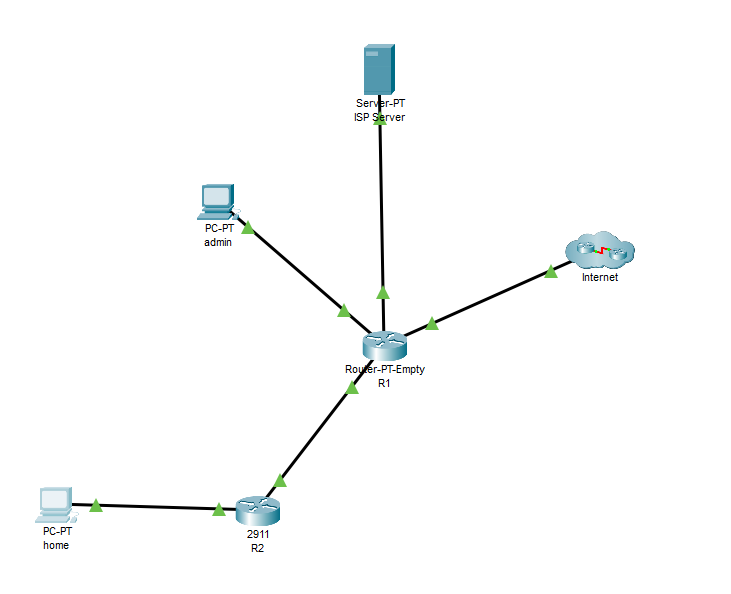 Server-PT
ISP Server
PC-PT
admin
Internet
Router-PT-Empty
R1
PC-PT
home
2911
R2